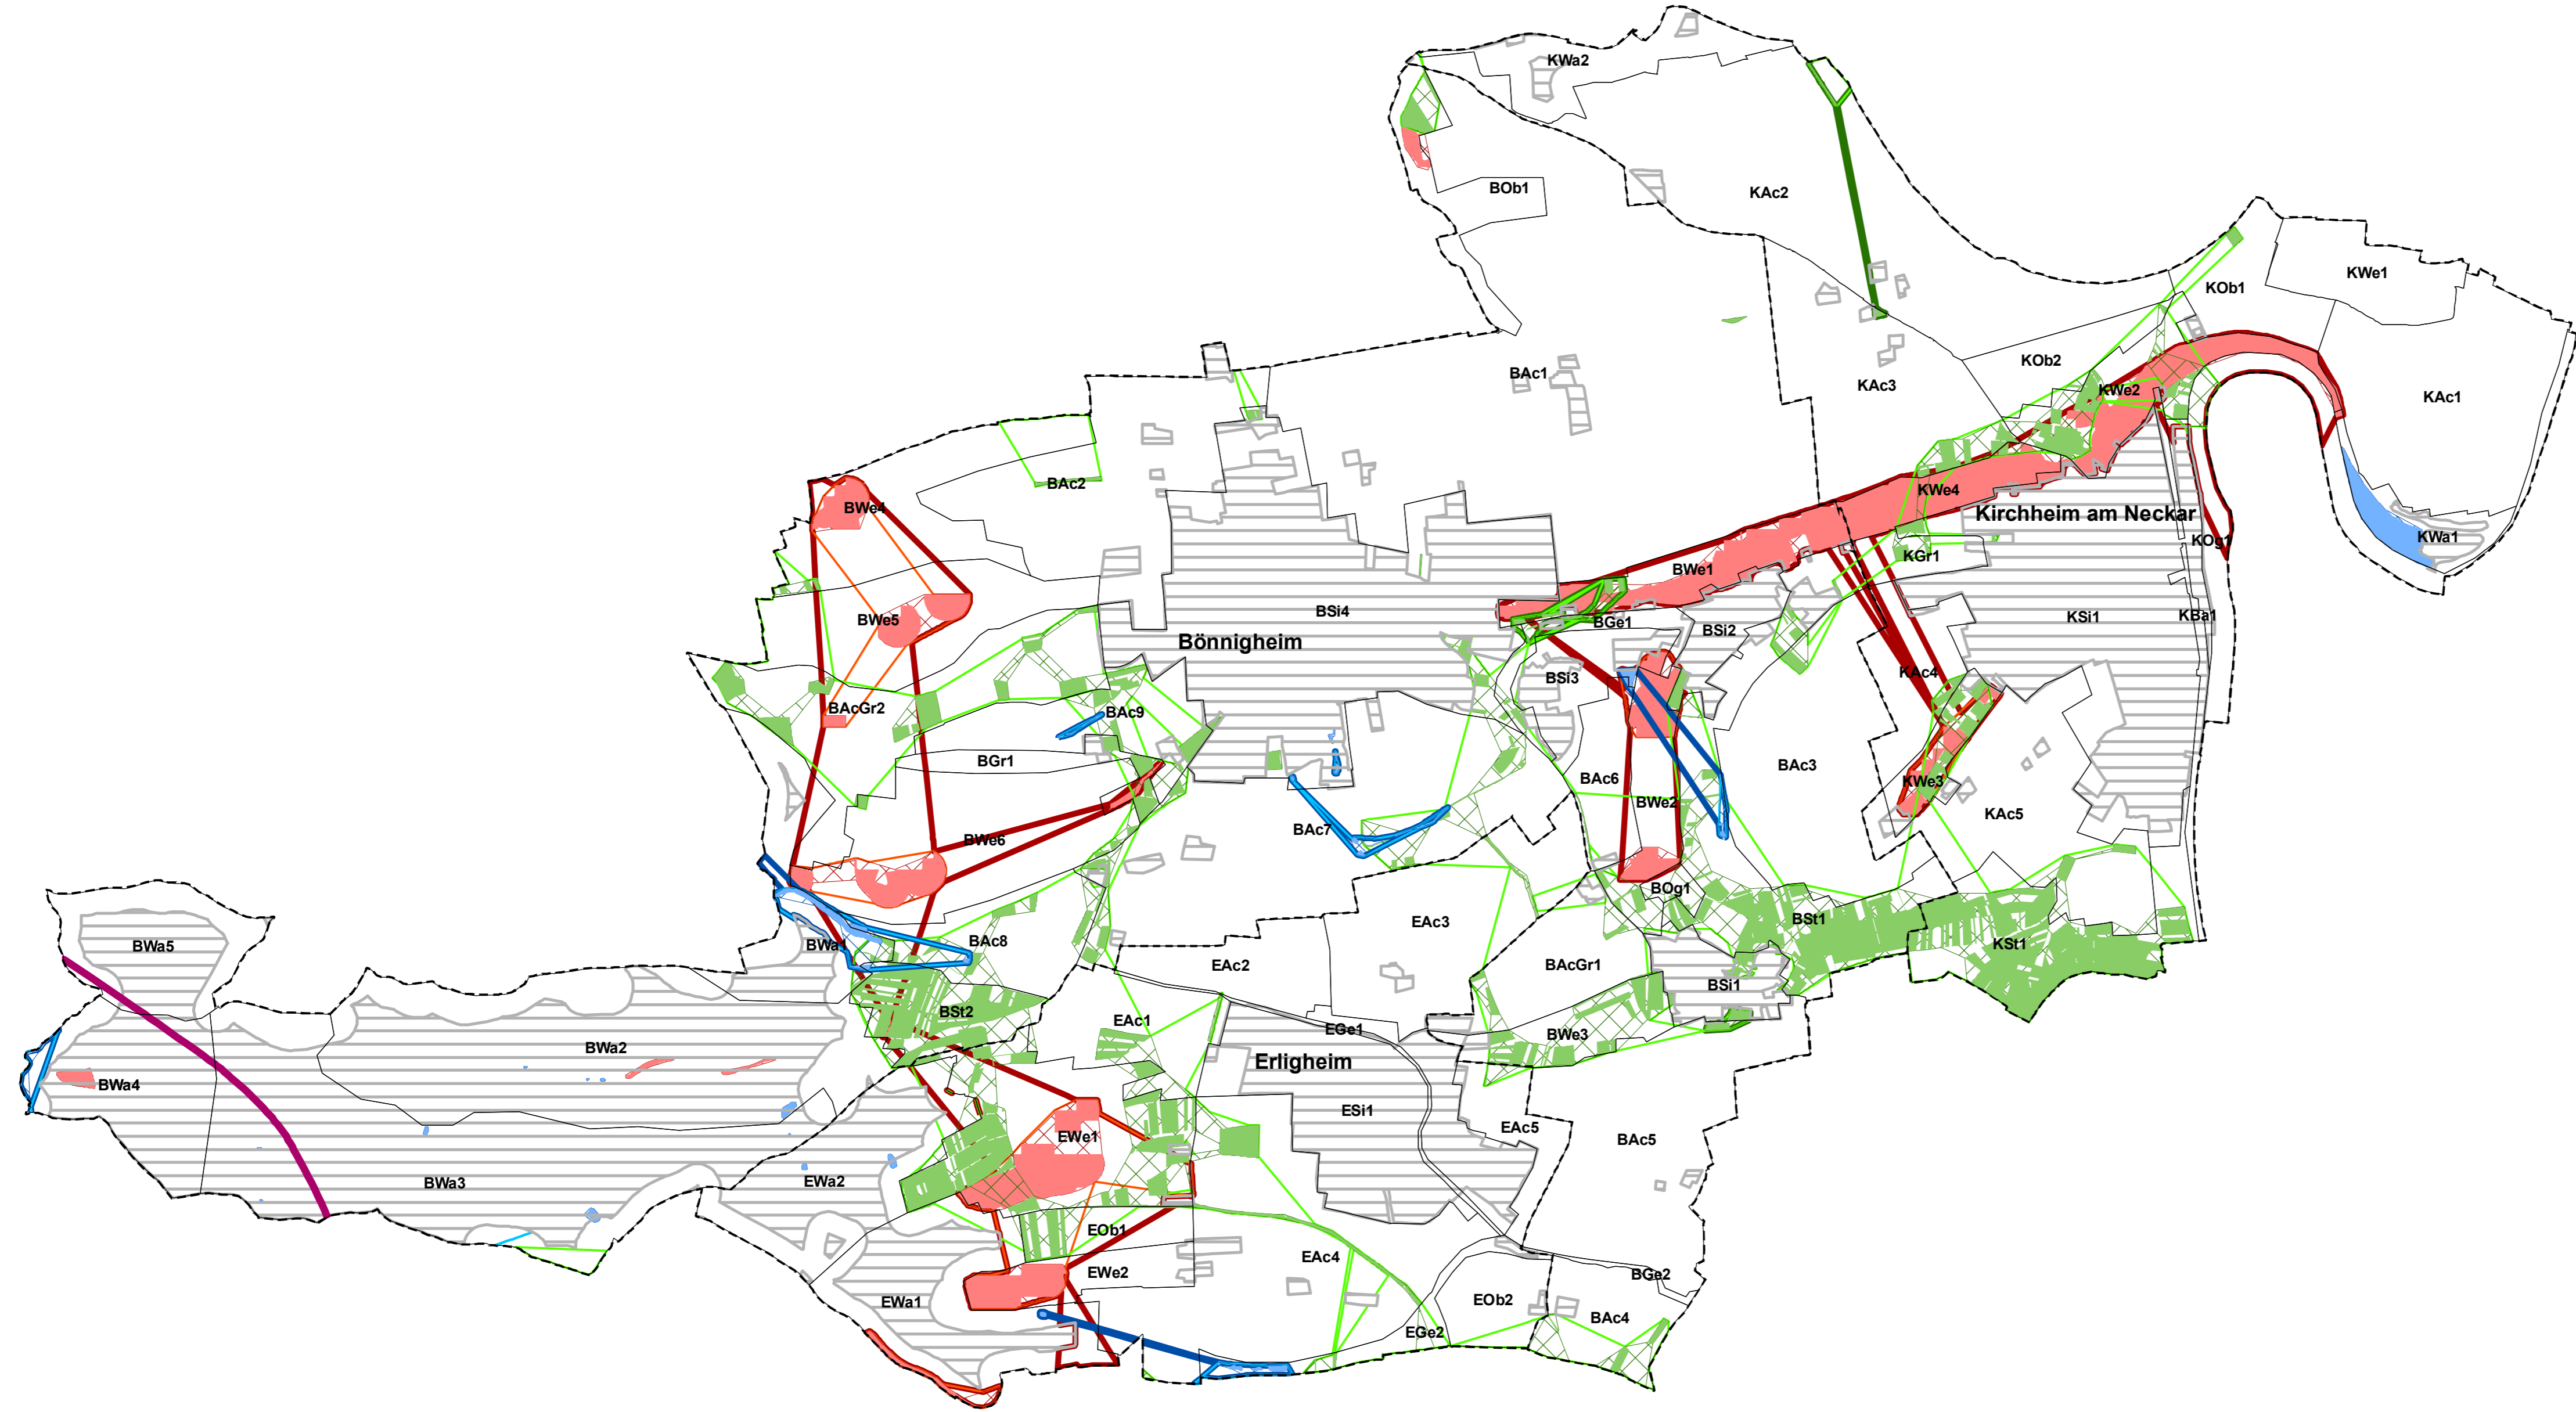 KWa2
BOb1
KAc2
KWe1
KOb1
KOb2
BAc1
KAc3
KWe2
KAc1
BAc2
KWe4
BWe4
Kirchheim am Neckar
KWa1
KOg1
KGr1
BWe1
BSi4
BWe5
BGe1
BSi2
KSi1
KBa1
Bönnigheim
BSi3
KAc4
BAcGr2
BAc9
BGr1
BAc6
BAc3
BWe2
KWe3
KAc5
BAc7
BWe6
BOg1
BSt1
EAc3
BWa5
BWa1
BAc8
KSt1
EAc2
BAcGr1
BSi1
BSt2
EAc1
EGe1
BWe3
BWa2
Erligheim
BWa4
ESi1
EAc5
EWe1
BAc5
BWa3
EWa2
EOb1
EAc4
EWe2
BGe2
EWa1
EOb2
BAc4
EGe2